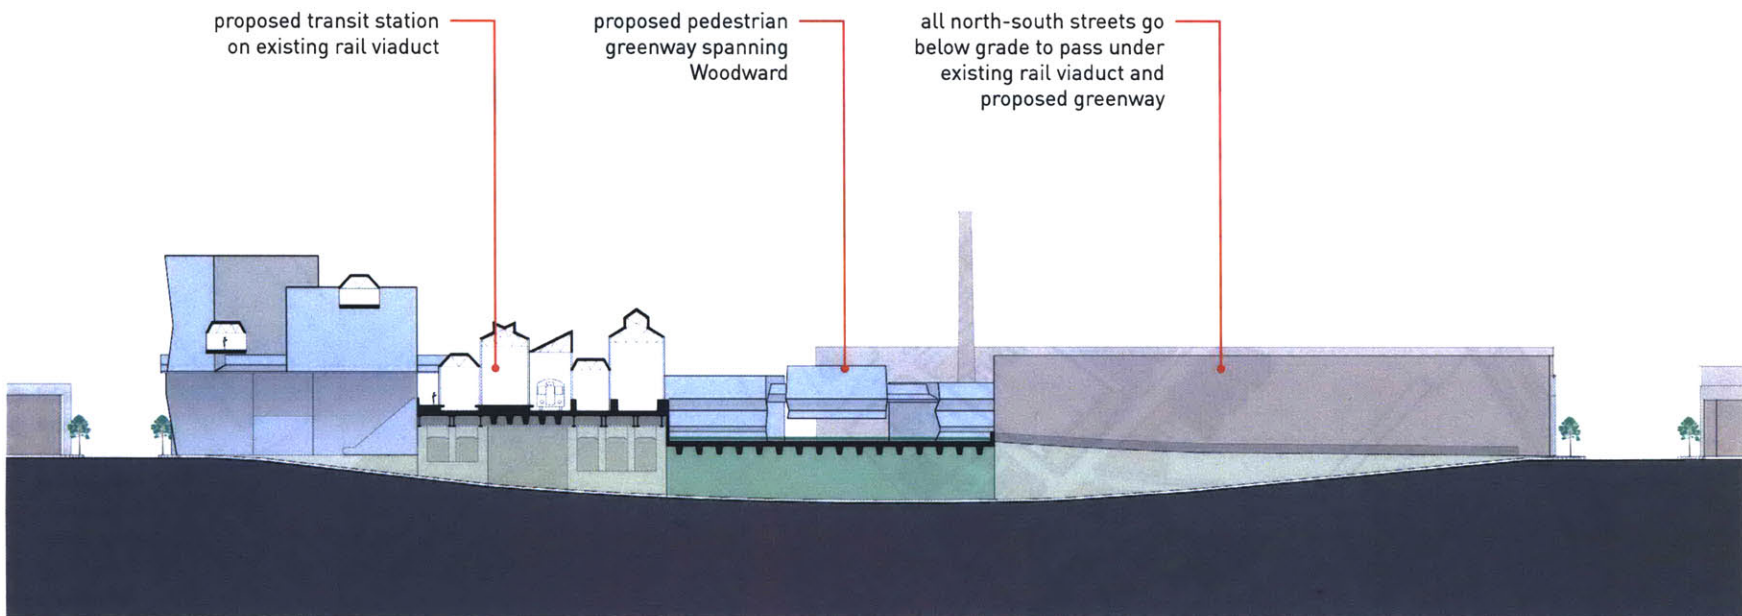 proposed transit station
on existing rail viaduct
proposed pedestrian
greenway spanning
Woodward
all north-south streets go
below grade to pass under
existing rail viaduct and
proposed greenway